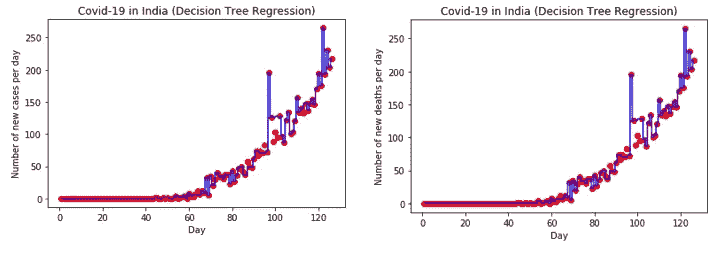 Covid-19 in India (Decision Tree Regression)
Number of new cases per day
250
200
150
100
50
0
0 20 40 60 80 100 120
Day
Covid-19 in India (Decision Tree Regression)
Number of new deaths per day
250
200
150
100
50
0
0 20 40 60 80 100 120
Day